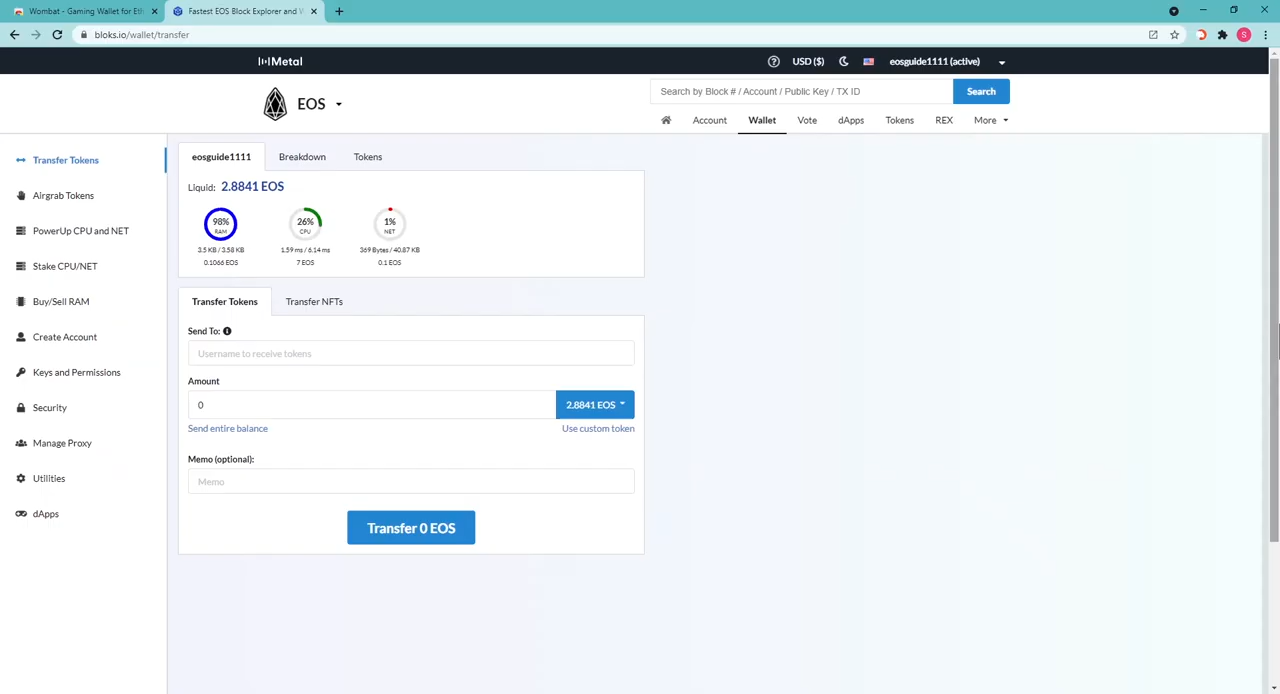 Wombat - Gaming Wallet for Eth
Fastest EOS Block Explorer and W
bloks.io/wallet/transfer
S
Metal
USD ($)
eosguide1111 (active)
EOS
Search by Block # / Account / Public Key / TX ID
Search
Account
Wallet
Vote
dApps
Tokens
REX
More
Transfer Tokens
Airgrab Tokens
PowerUp CPU and NET
Stake CPU/NET
Buy/Sell RAM
Create Account
Keys and Permissions
Security
Manage Proxy
Utilities
dApps
eosguide1111
Breakdown
Tokens
Liquid: 2.8841 EOS
98%
RAM
3.5 KB / 3.58 KB
0.1066 EOS
26%
CPU
1.59 ms / 6.14 ms
7 EOS
1%
NET
369 Bytes / 40.87 KB
0.1 EOS
Transfer Tokens
Transfer NFTs
Send To:
Username to receive tokens
Amount
0
2.8841 EOS
Send entire balance
Use custom token
Memo (optional):
Memo
Transfer 0 EOS